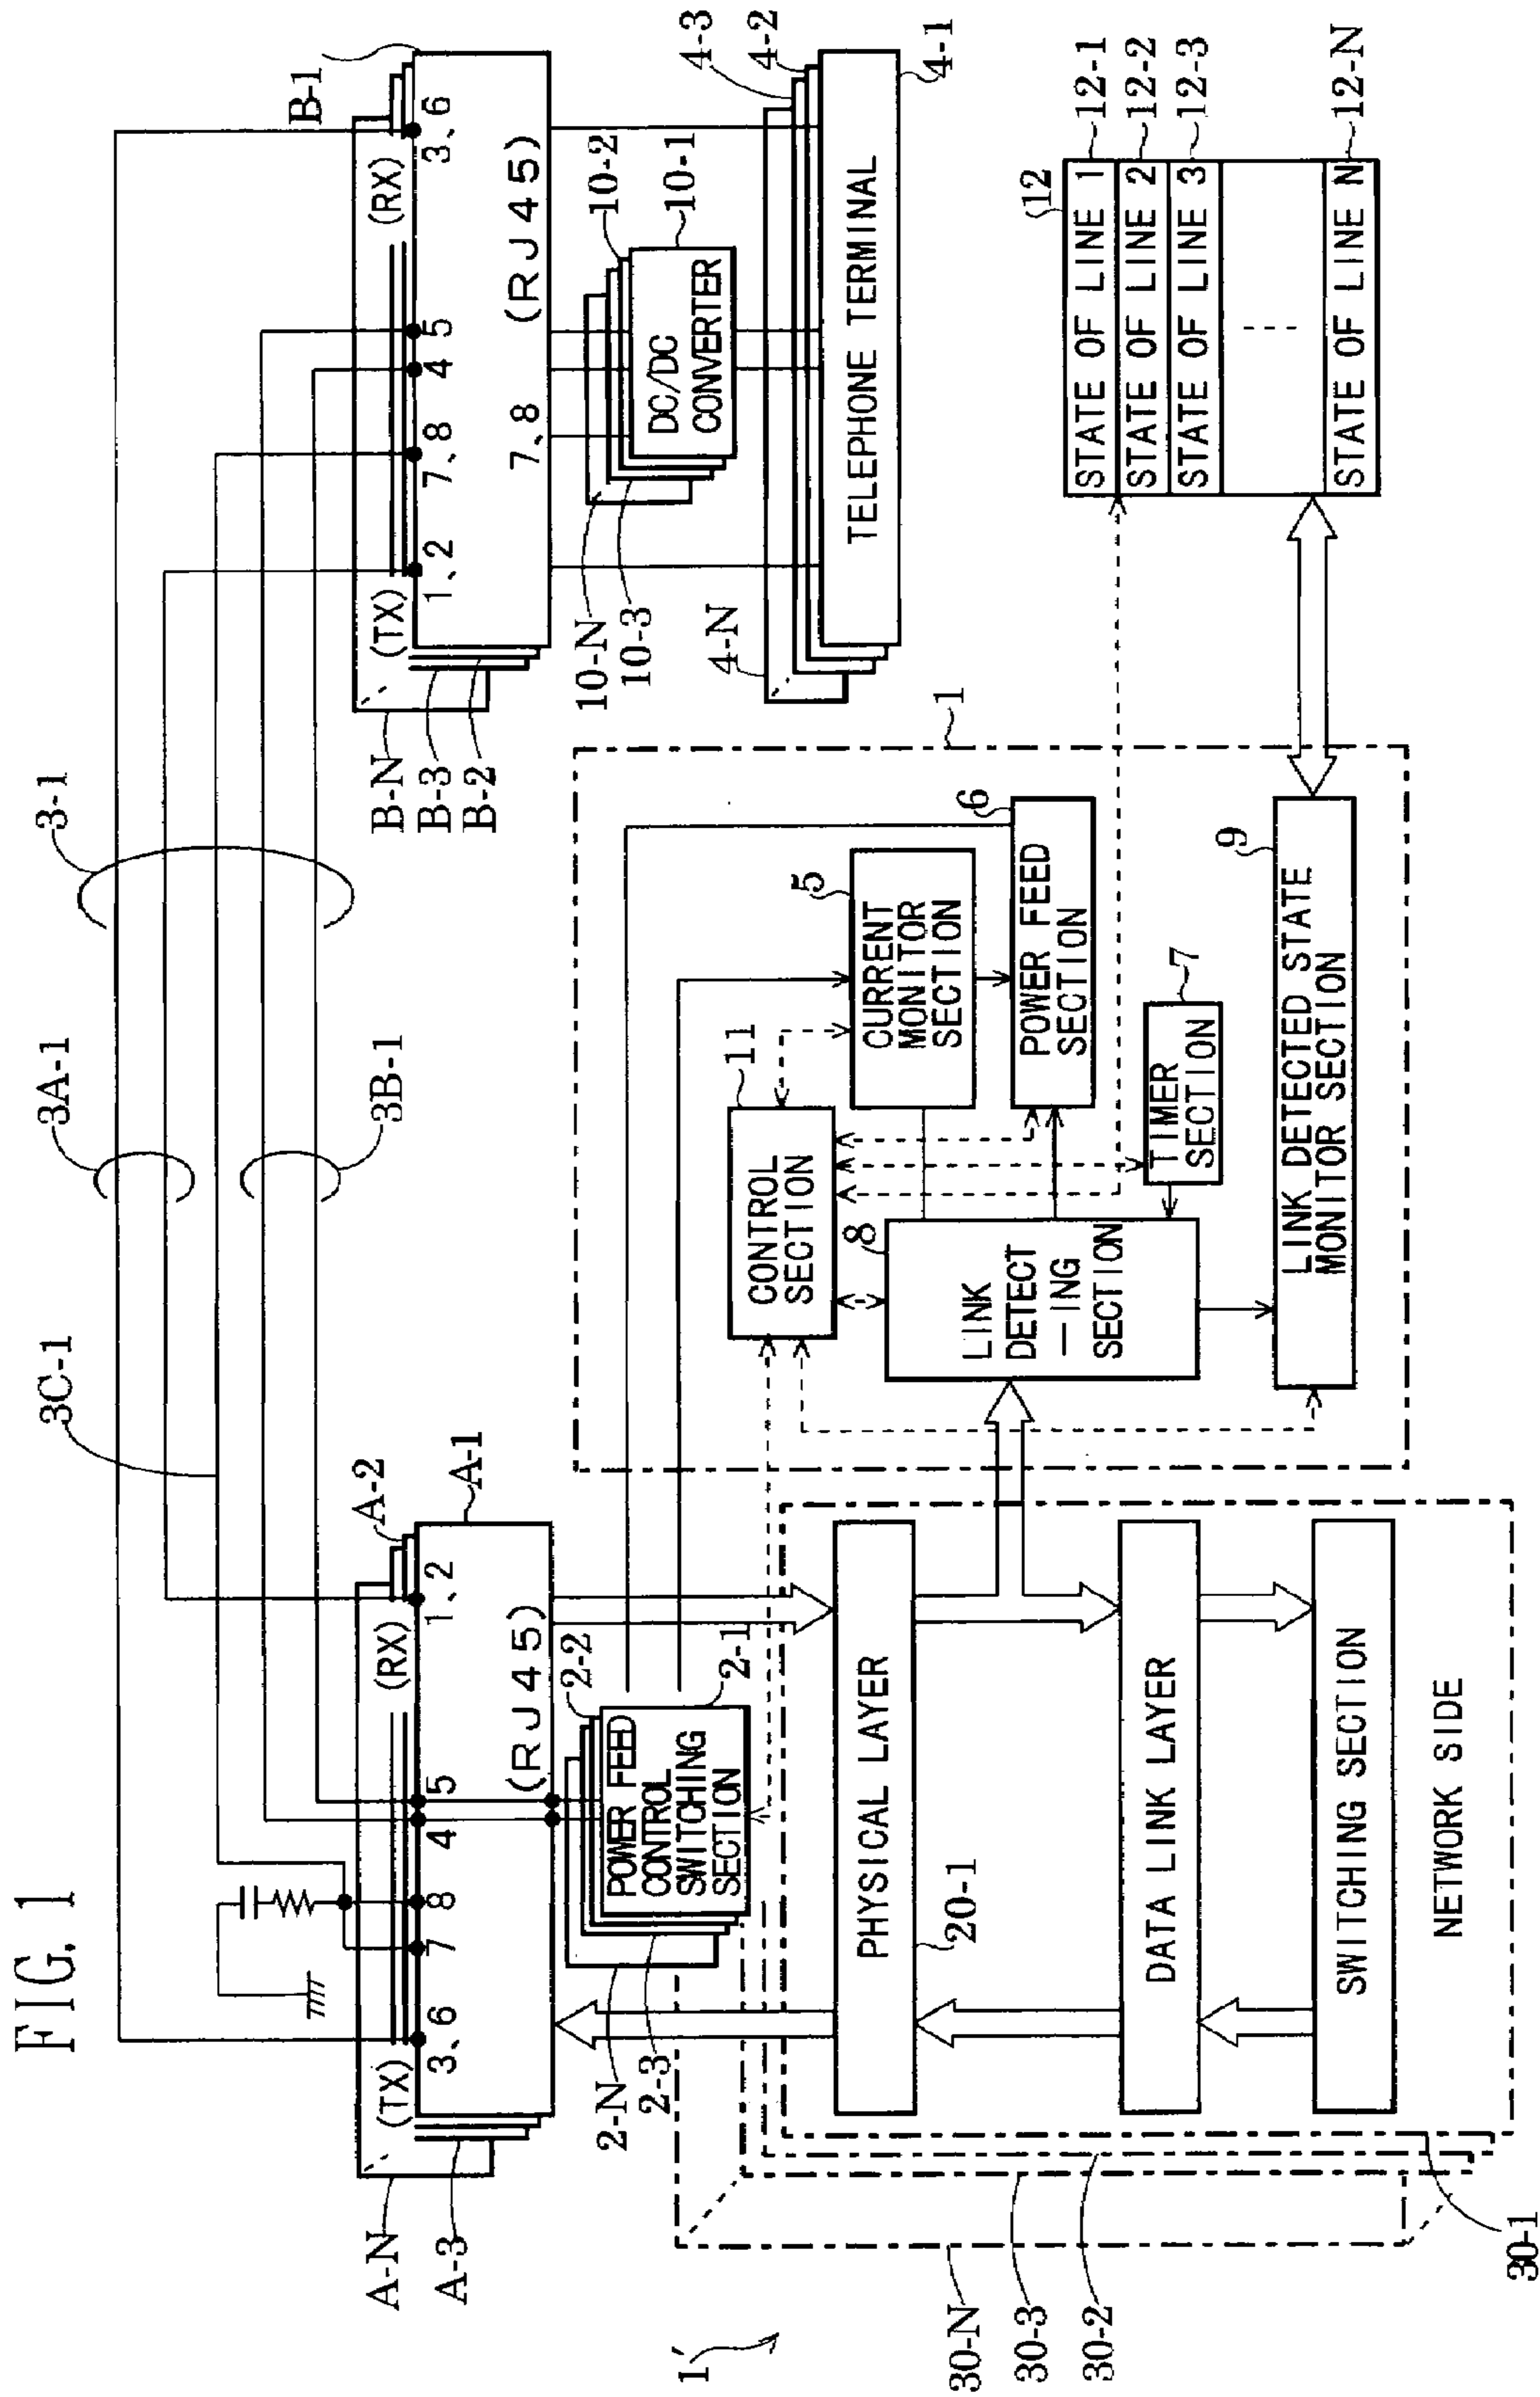 FIG. 1
3C-1
3A-1
3-1
3B-1
A-N
A-3
A-2
A-1
(TX)
3、6
7
8
4
5
(RX)
1、2
(RJ45)
B-N
B-3
B-2
B-1
(TX)
1、2
7、8
4
5
(RX)
3、6
7、8
(RJ45)
2-N
2-3
2-2
2-1
POWER FEED
CONTROL
SWITCHING
SECTION
10-N
10-3
10-2
10-1
DC/DC
CONVERTER
4-N
4-3
4-2
4-1
TELEPHONE TERMINAL
1
11
CONTROL
SECTION
5
CURRENT
MONITOR
SECTION
6
POWER FEED
SECTION
7
TIMER
SECTION
8
LINK
DETECT
-ING
SECTION
9
LINK DETECTED STATE
MONITOR SECTION
12
STATE OF LINE 1
12-1
STATE OF LINE 2
12-2
STATE OF LINE 3
12-3
STATE OF LINE N
12-N
PHYSICAL LAYER
20-1
DATA LINK LAYER
SWITCHING SECTION
NETWORK SIDE
1′
30-N
30-3
30-2
30-1